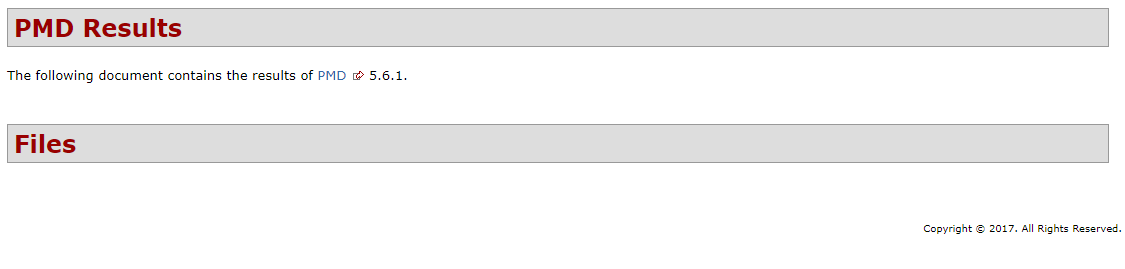 PMD Results
The following document contains the results of PMD 5.6.1.
Files
Copyright © 2017. All Rights Reserved.